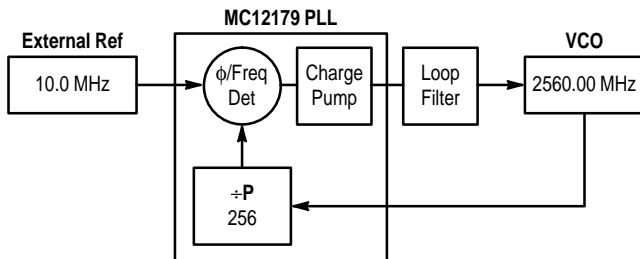 MC12179 PLL
External Ref
VCO
10.0 MHz
ϕ/Freq
Det
Charge
Pump
Loop
Filter
2560.00 MHz
÷P
256